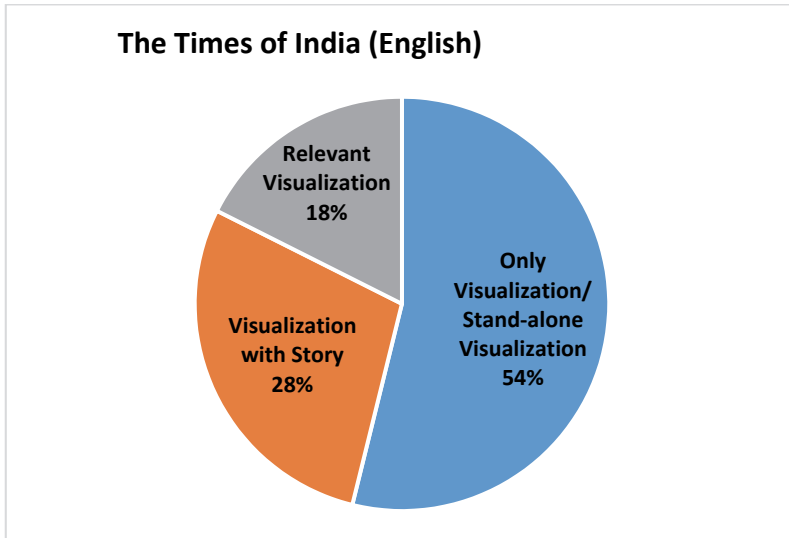 The Times of India (English)
Relevant
Visualization
18%
Only
Visualization/
Stand-alone
Visualization
54%
Visualization
with Story
28%